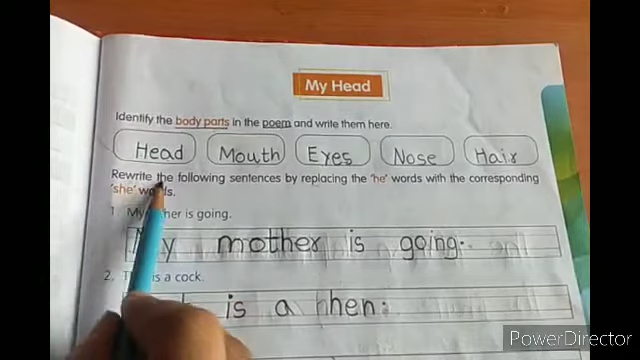 My Head
Identify the body parts in the poem and write them here.
Head Mouth Eyes Nose Hair
Rewrite the following sentences by replacing the 'he' words with the corresponding
'she' words.
1. My her is going.
My mother is going.
2. is a cock.
is a hen.
PowerDirector